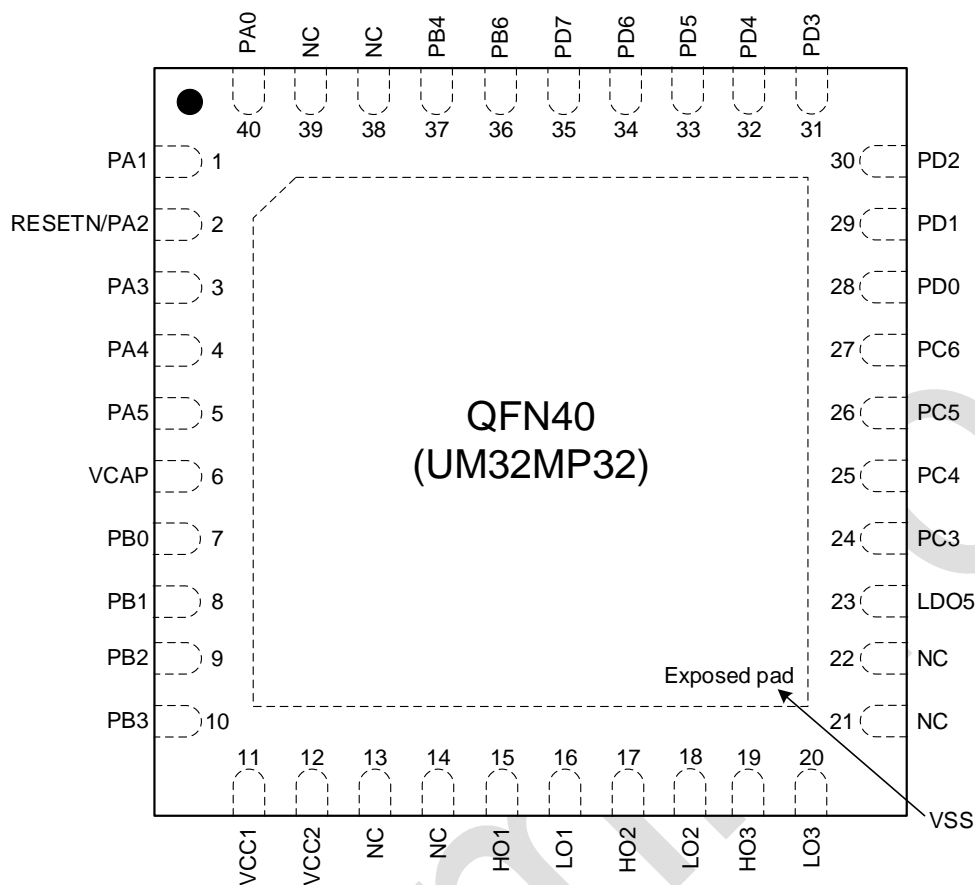 PA0 NC NC PB4 PB6 PD7 PD6 PD5 PD4 PD3
40 39 38 37 36 35 34 33 32 31
PA1 1
RESETN/PA2 2
PA3 3
PA4 4
PA5 5
VCAP 6
PB0 7
PB1 8
PB2 9
PB3 10
QFN40
(UM32MP32)
Exposed pad
30 PD2
29 PD1
28 PD0
27 PC6
26 PC5
25 PC4
24 PC3
23 LDO5
22 NC
21 NC
VSS
11 12 13 14 15 16 17 18 19 20
VCC1 VCC2 NC NC HO1 LO1 HO2 LO2 HO3 LO3